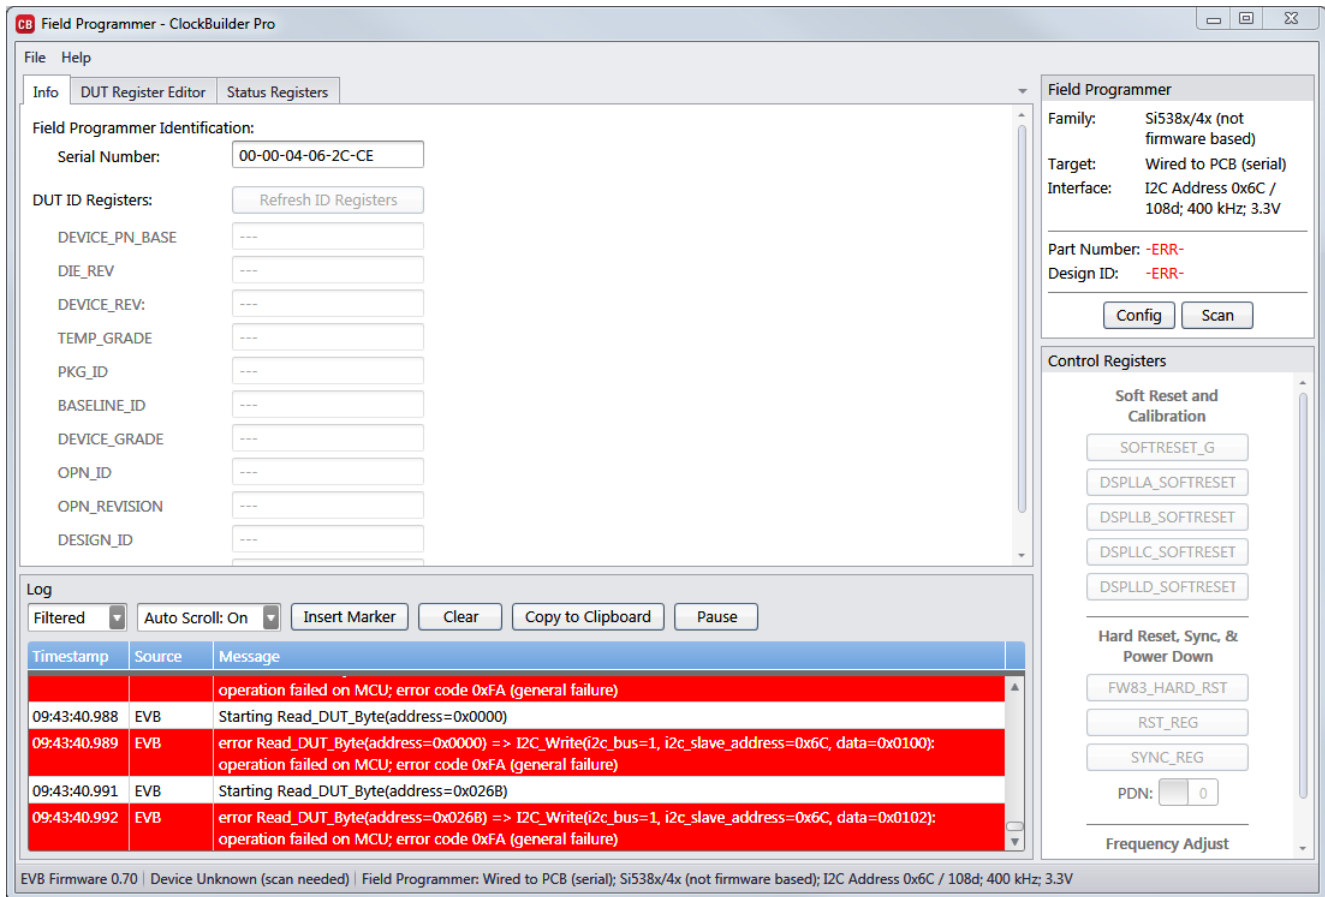 CB Field Programmer - ClockBuilder Pro
File Help
Info DUT Register Editor Status Registers
Field Programmer Identification:
Serial Number: 00-00-04-06-2C-CE
DUT ID Registers: Refresh ID Registers
DEVICE_PN_BASE ---
DIE_REV ---
DEVICE_REV: ---
TEMP_GRADE ---
PKG_ID ---
BASELINE_ID ---
DEVICE_GRADE ---
OPN_ID ---
OPN_REVISION ---
DESIGN_ID ---
Log
Filtered Auto Scroll: On Insert Marker Clear Copy to Clipboard Pause
Timestamp Source Message
operation failed on MCU; error code 0xFA (general failure)
09:43:40.988 EVB Starting Read_DUT_Byte(address=0x0000)
09:43:40.989 EVB error Read_DUT_Byte(address=0x0000) => I2C_Write(i2c_bus=1, i2c_slave_address=0x6C, data=0x0100):
operation failed on MCU; error code 0xFA (general failure)
09:43:40.991 EVB Starting Read_DUT_Byte(address=0x026B)
09:43:40.992 EVB error Read_DUT_Byte(address=0x026B) => I2C_Write(i2c_bus=1, i2c_slave_address=0x6C, data=0x0102):
operation failed on MCU; error code 0xFA (general failure)
Field Programmer
Family: Si538x/4x (not
firmware based)
Target: Wired to PCB (serial)
Interface: I2C Address 0x6C /
108d; 400 kHz; 3.3V
Part Number: -ERR-
Design ID: -ERR-
Config Scan
Control Registers
Soft Reset and
Calibration
SOFTRESET_G
DSPLLA_SOFTRESET
DSPLLB_SOFTRESET
DSPLLC_SOFTRESET
DSPLLD_SOFTRESET
Hard Reset, Sync, &
Power Down
FW83_HARD_RST
RST_REG
SYNC_REG
PDN: 0
Frequency Adjust
EVB Firmware 0.70 | Device Unknown (scan needed) | Field Programmer: Wired to PCB (serial); Si538x/4x (not firmware based); I2C Address 0x6C / 108d; 400 kHz; 3.3V